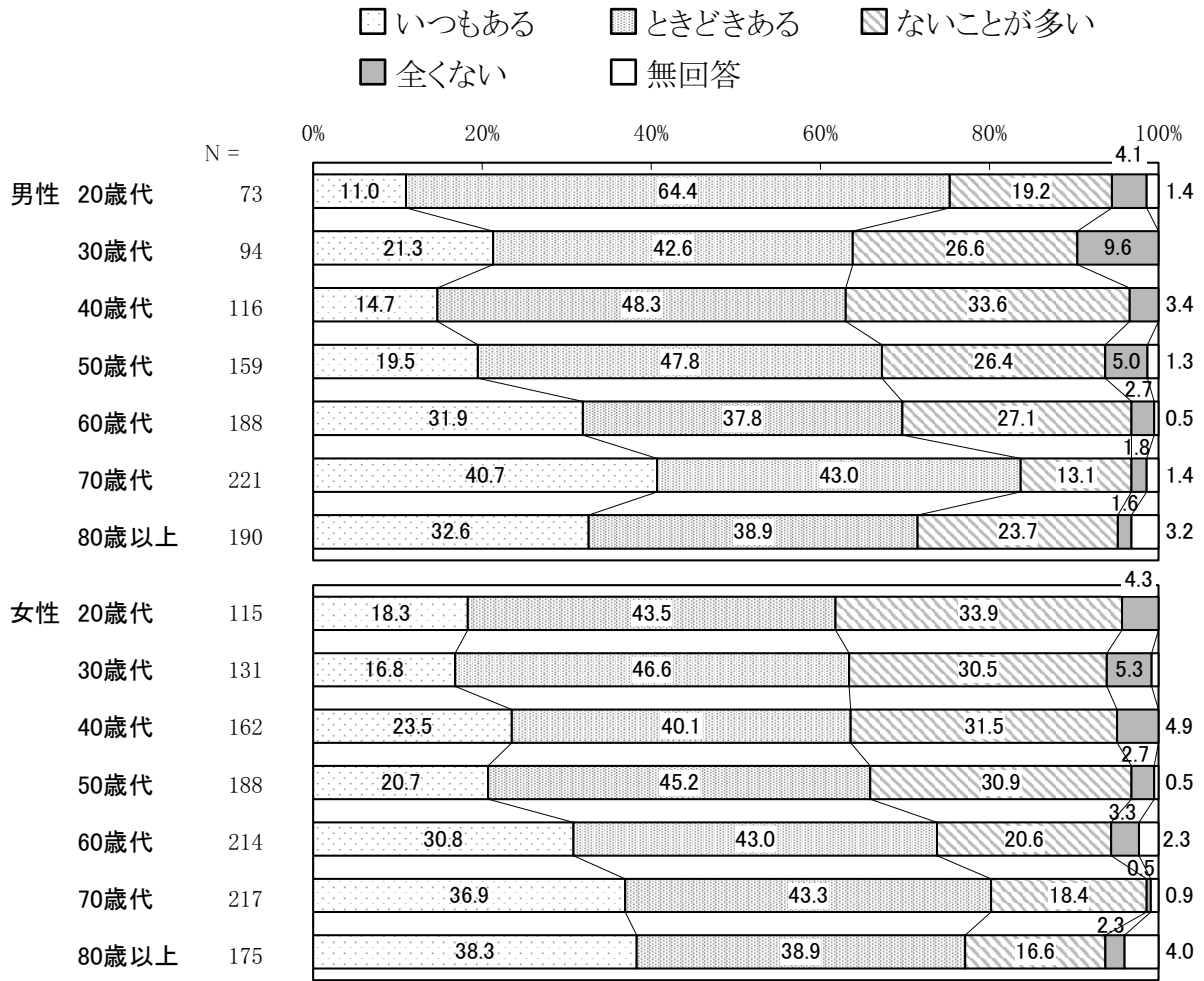 いつもある ときどきある ないことが多い
全くない 無回答
0% 20% 40% 60% 80% 100%
N =
4.1
男性 20歳代 73 11.0 64.4 19.2 1.4
30歳代 94 21.3 42.6 26.6 9.6
40歳代 116 14.7 48.3 33.6 3.4
50歳代 159 19.5 47.8 26.4 5.0 1.3
2.7
60歳代 188 31.9 37.8 27.1 0.5
1.8
70歳代 221 40.7 43.0 13.1 1.4
1.6
80歳以上 190 32.6 38.9 23.7 3.2
4.3
女性 20歳代 115 18.3 43.5 33.9
30歳代 131 16.8 46.6 30.5 5.3
40歳代 162 23.5 40.1 31.5 4.9
2.7
50歳代 188 20.7 45.2 30.9 0.5
3.3
60歳代 214 30.8 43.0 20.6 2.3
0.5
70歳代 217 36.9 43.3 18.4 0.9
2.3
80歳以上 175 38.3 38.9 16.6 4.0